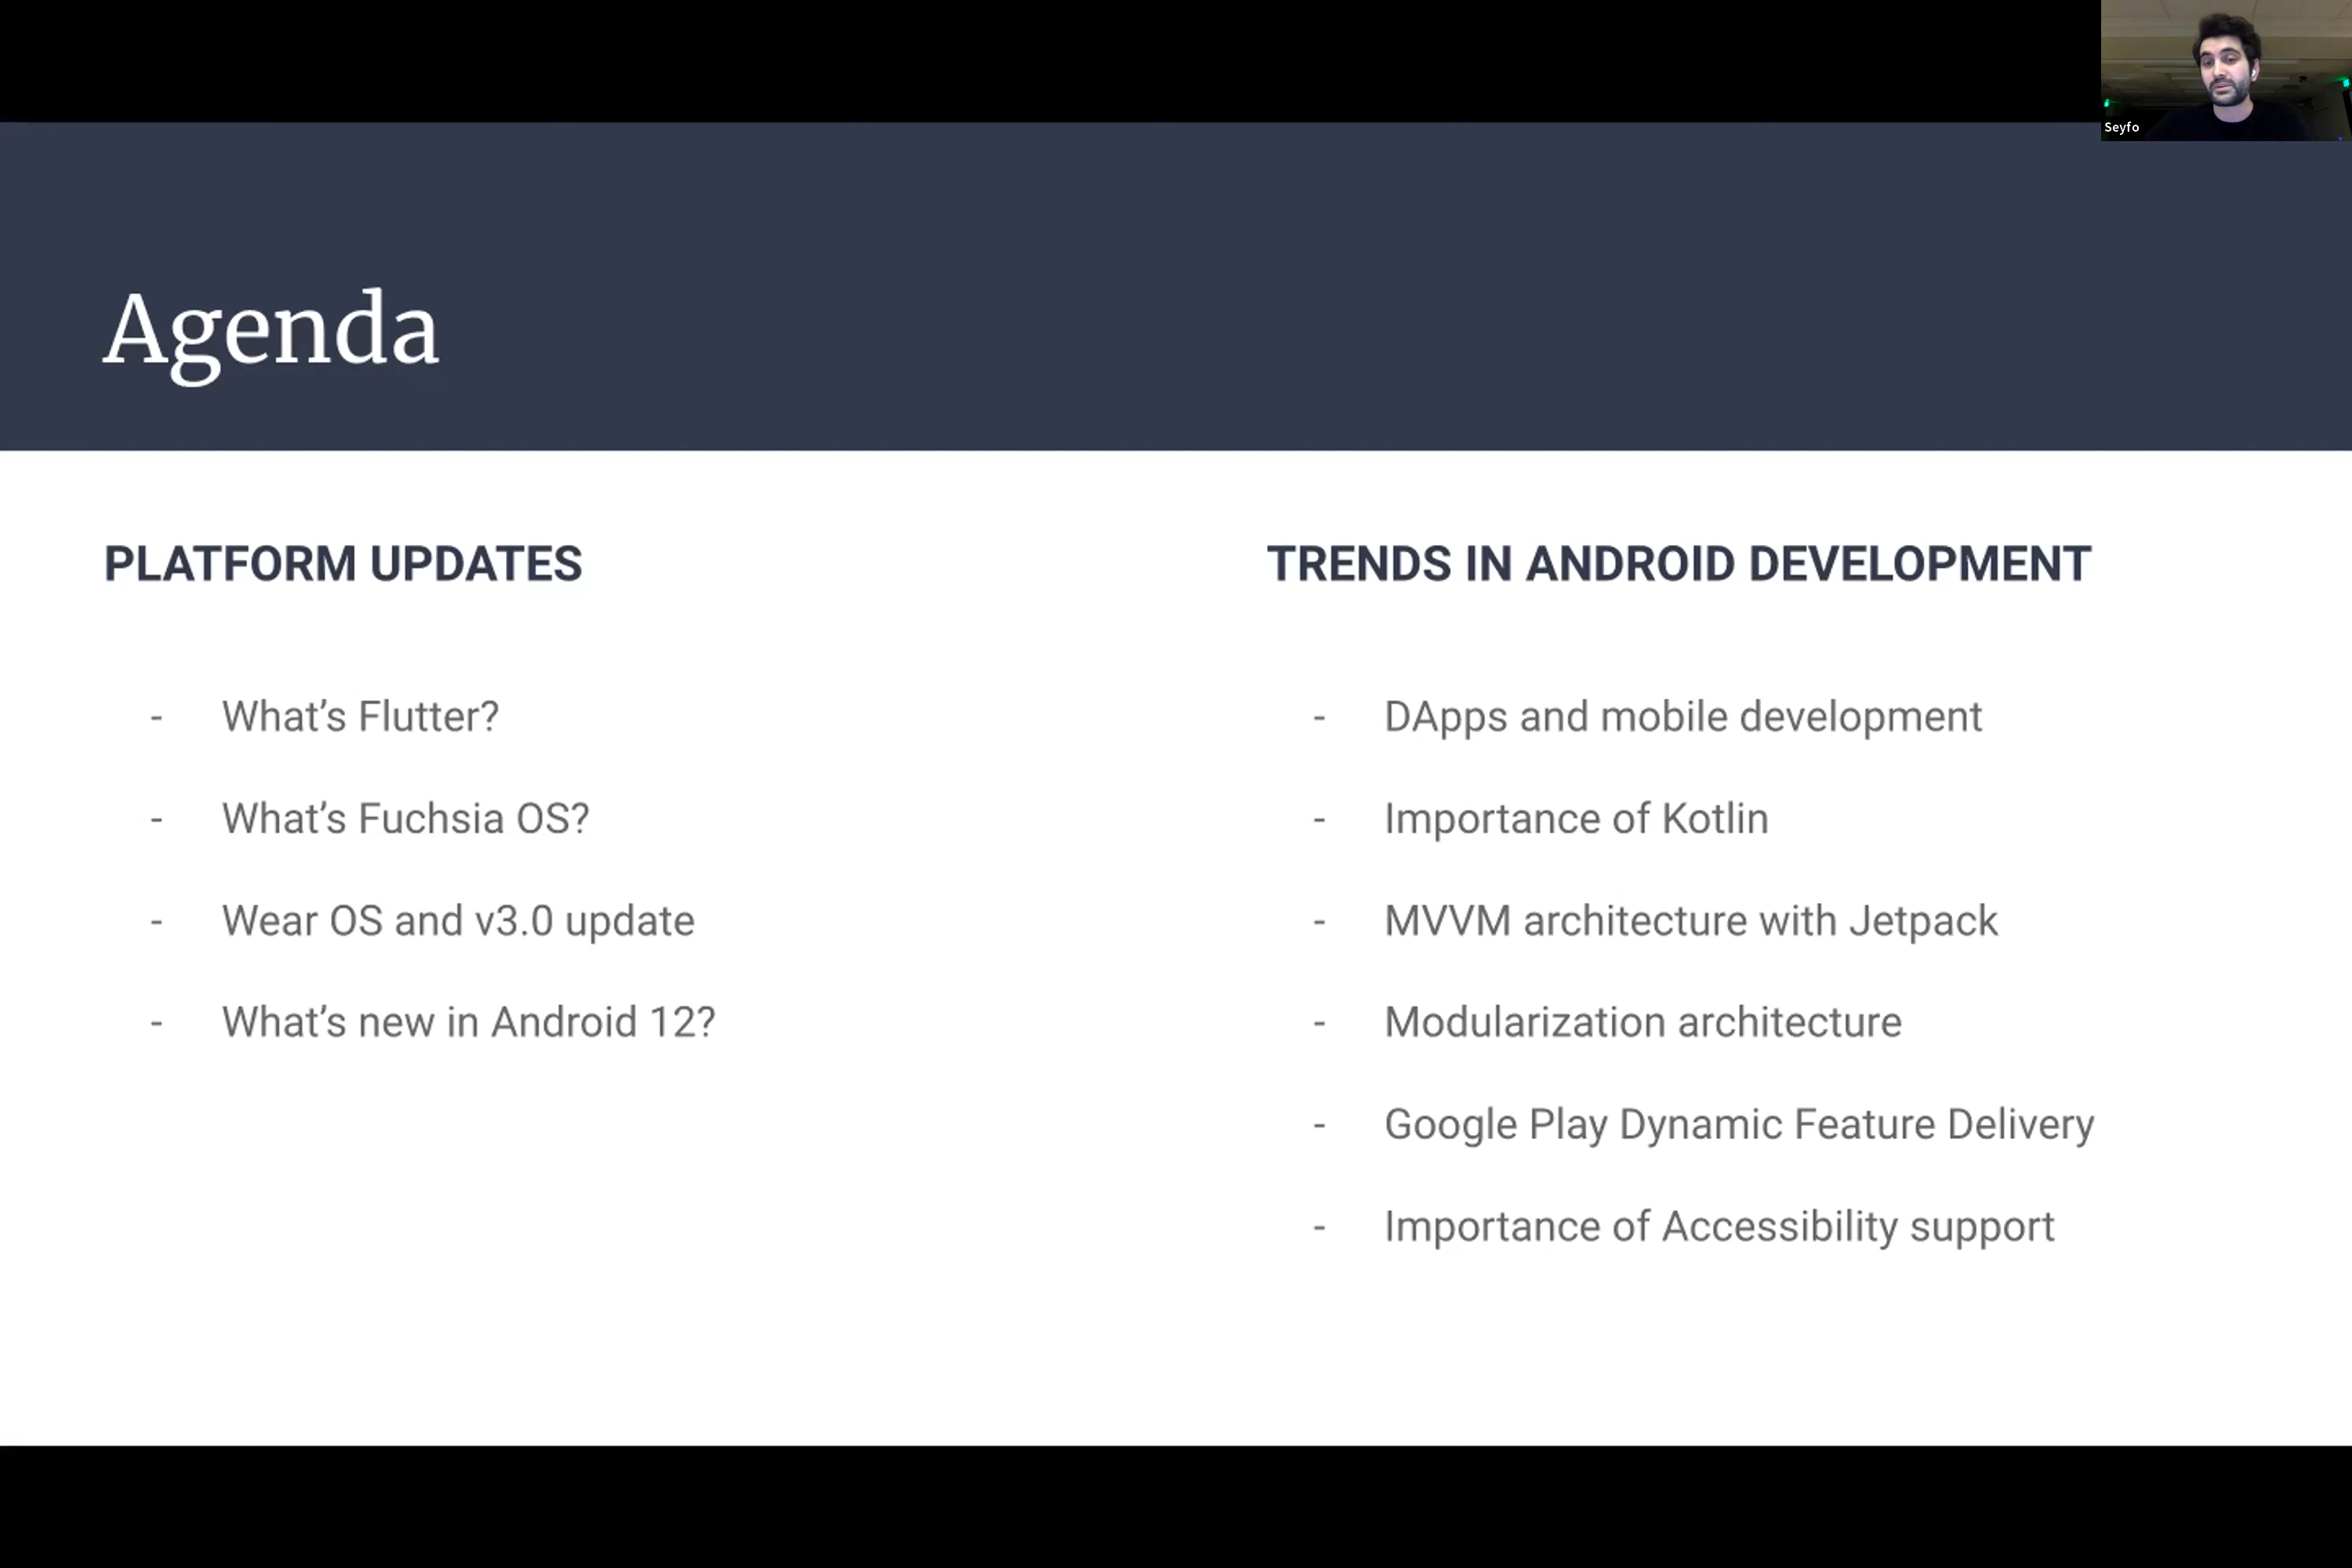 Seyfo
Agenda
PLATFORM UPDATES
- What’s Flutter?
- What’s Fuchsia OS?
- Wear OS and v3.0 update
- What’s new in Android 12?
TRENDS IN ANDROID DEVELOPMENT
- DApps and mobile development
- Importance of Kotlin
- MVVM architecture with Jetpack
- Modularization architecture
- Google Play Dynamic Feature Delivery
- Importance of Accessibility support